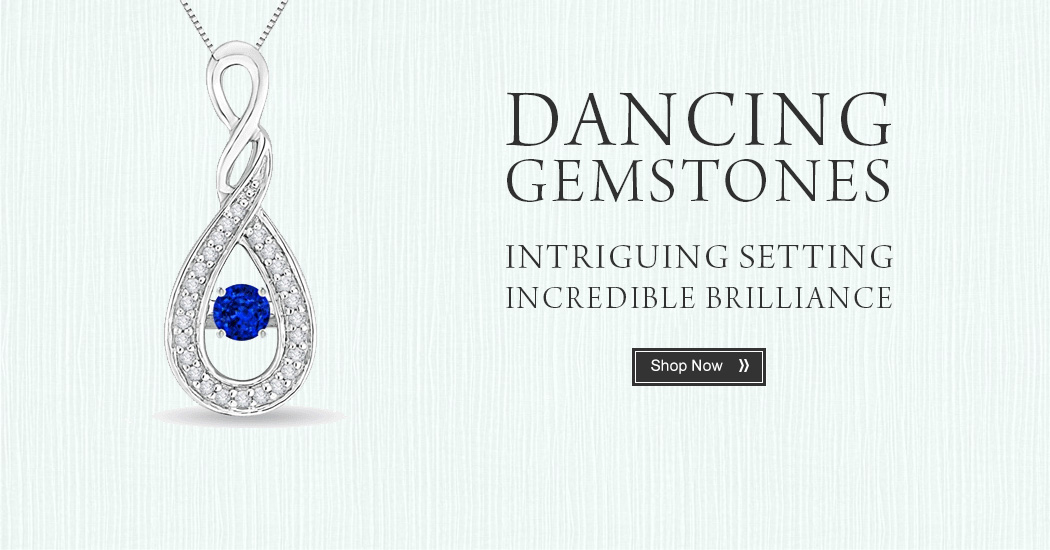 DANCING
GEMSTONES
INTRIGUING SETTING
INCREDIBLE BRILLIANCE
Shop Now »